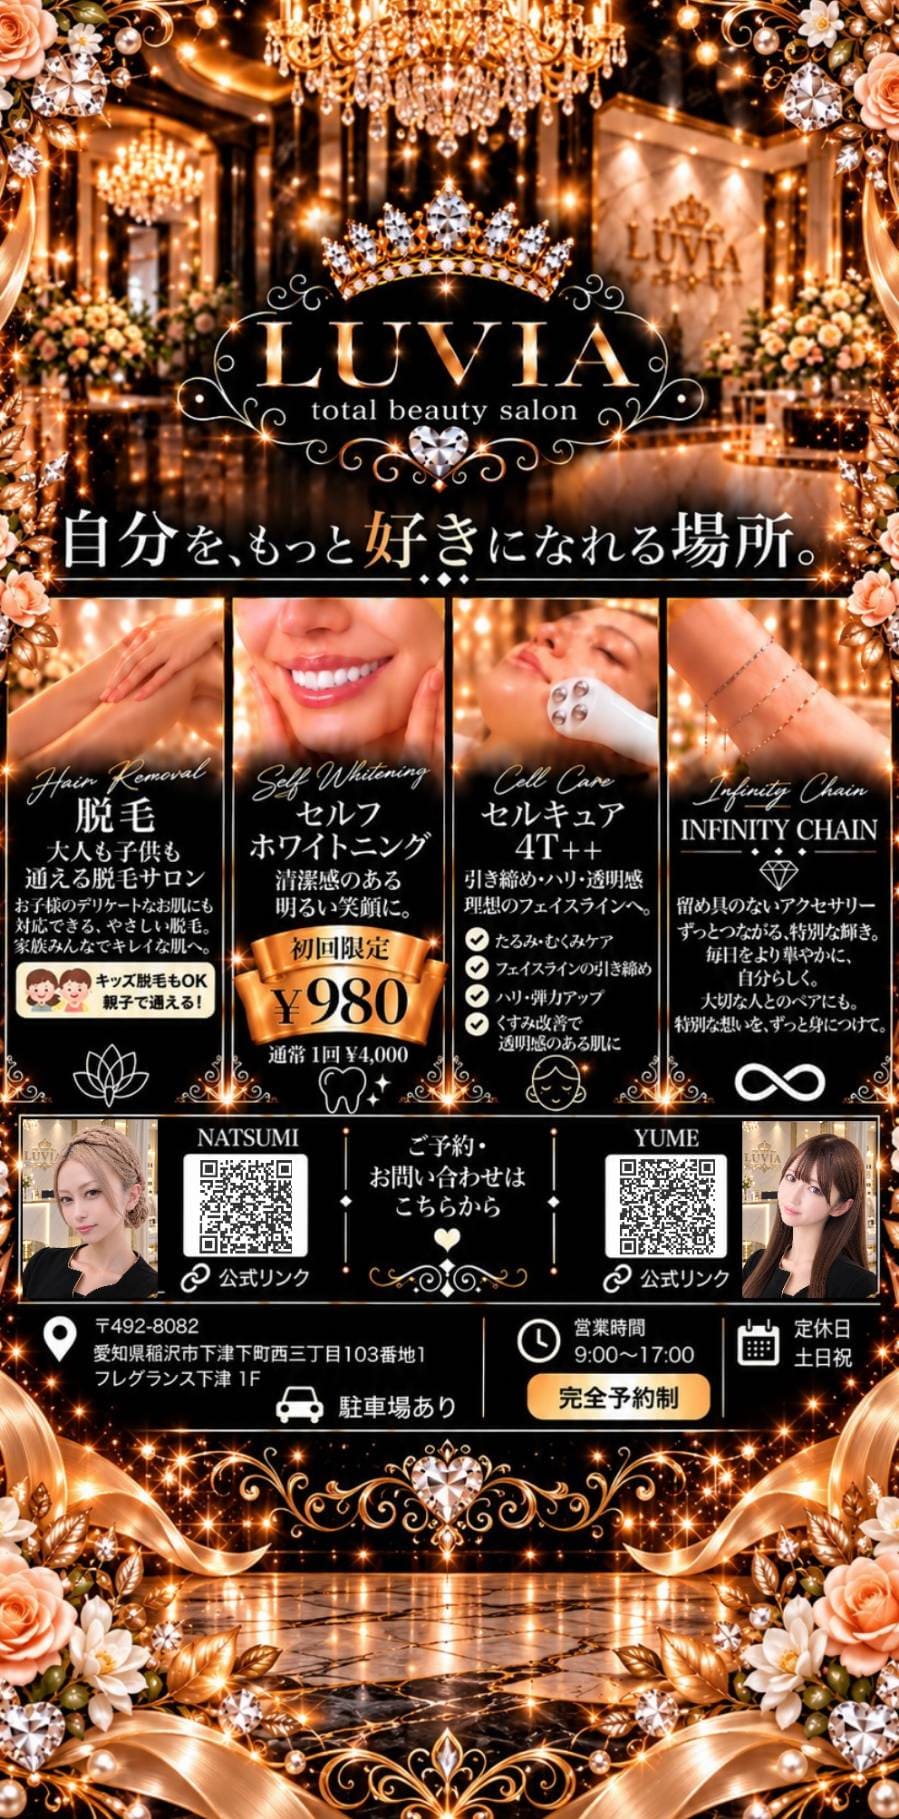 LUVIA
LUVIA
total beauty salon
自分を、もっと好きになれる場所。
Hair Removal
脱毛
大人も子供も
通える脱毛サロン
お子様のデリケートなお肌にも
対応できる、やさしい脱毛。
家族みんなでキレイな肌へ。
キッズ脱毛もOK
親子で通える！
Self Whitening
セルフ
ホワイトニング
清潔感のある
明るい笑顔に。
初回限定
¥980
通常 1回 ¥4,000
Cell Care
セルキュア
4T++
引き締め・ハリ・透明感
理想のフェイスラインへ。
たるみ・むくみケア
フェイスラインの引き締め
ハリ・弾力アップ
くすみ改善で
透明感のある肌に
Infinity Chain
INFINITY CHAIN
留め具のないアクセサリー
ずっとつながる、特別な輝き。
毎日をより華やかに、
自分らしく。
大切な人とのペアにも。
特別な想いを、ずっと身につけて。
LUVIA
NATSUMI
公式リンク
ご予約・
お問い合わせは
こちらから
YUME
公式リンク
LUVIA
〒492-8082
愛知県稲沢市下津下町西三丁目103番地1
フレグランス下津 1F
駐車場あり
営業時間
9:00〜17:00
完全予約制
定休日
土日祝